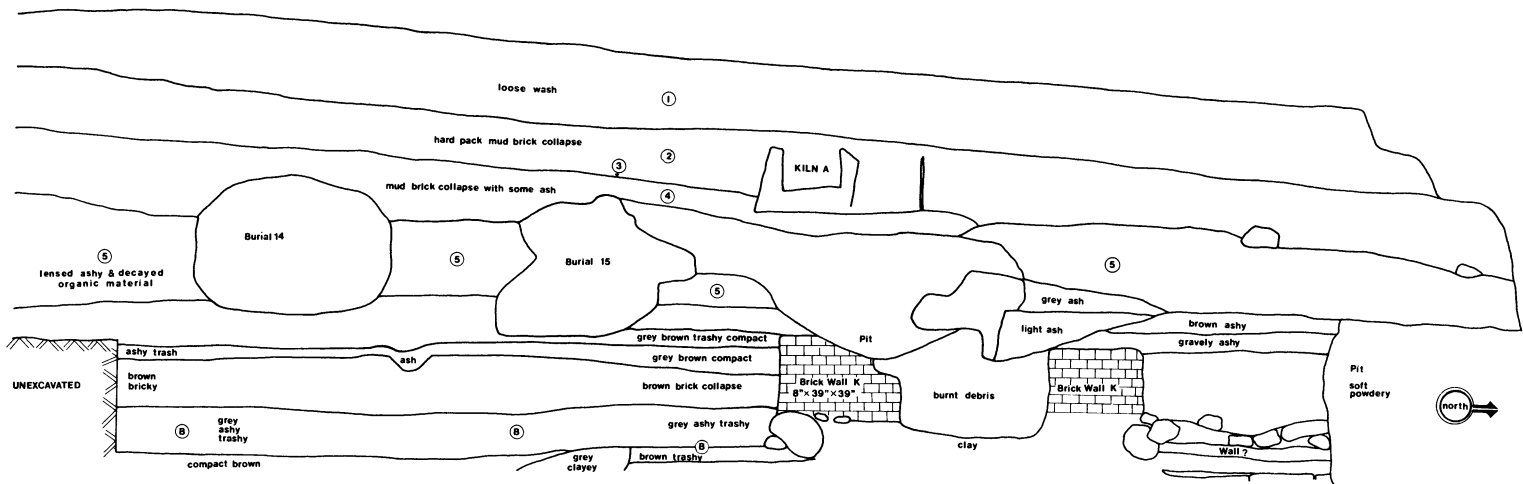 loose wash
1
hard pack mud brick collapse
2
3
KILN A
mud brick collapse with some ash
4
Burial 14
5
lensed ashy & decayed
organic material
5
Burial 15
5
5
grey ash
light ash
brown ashy
gravely ashy
grey brown trashy compact
Pit
ashy trash
ash
grey brown compact
UNEXCAVATED
brown
bricky
brown brick collapse
Brick Wall K
8"×39"×39"
burnt debris
Brick Wall K
Pit
soft
powdery
north
8
grey
ashy
trashy
8
grey ashy trashy
8
clay
compact brown
grey
clayey
brown trashy
Wall ?